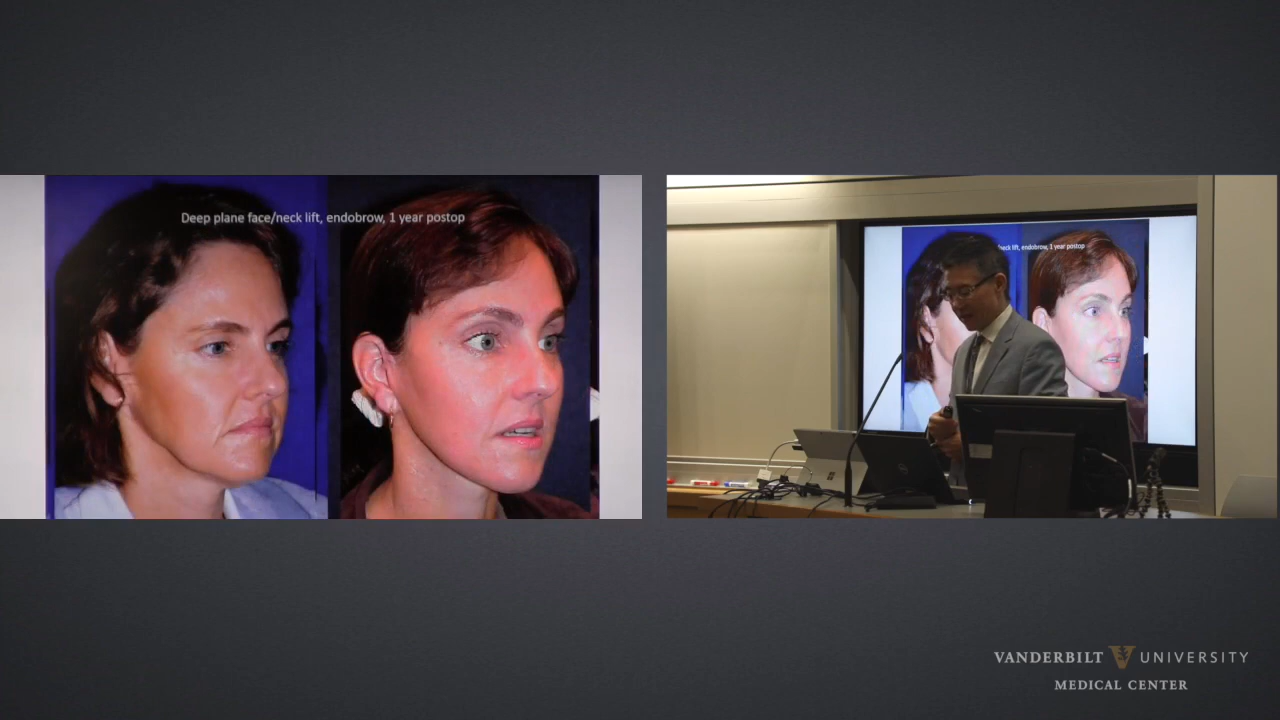 Deep plane face/neck lift, endobrow, 1 year postop
neck lift, endobrow, 1 year postop
VANDERBILT UNIVERSITY
MEDICAL CENTER